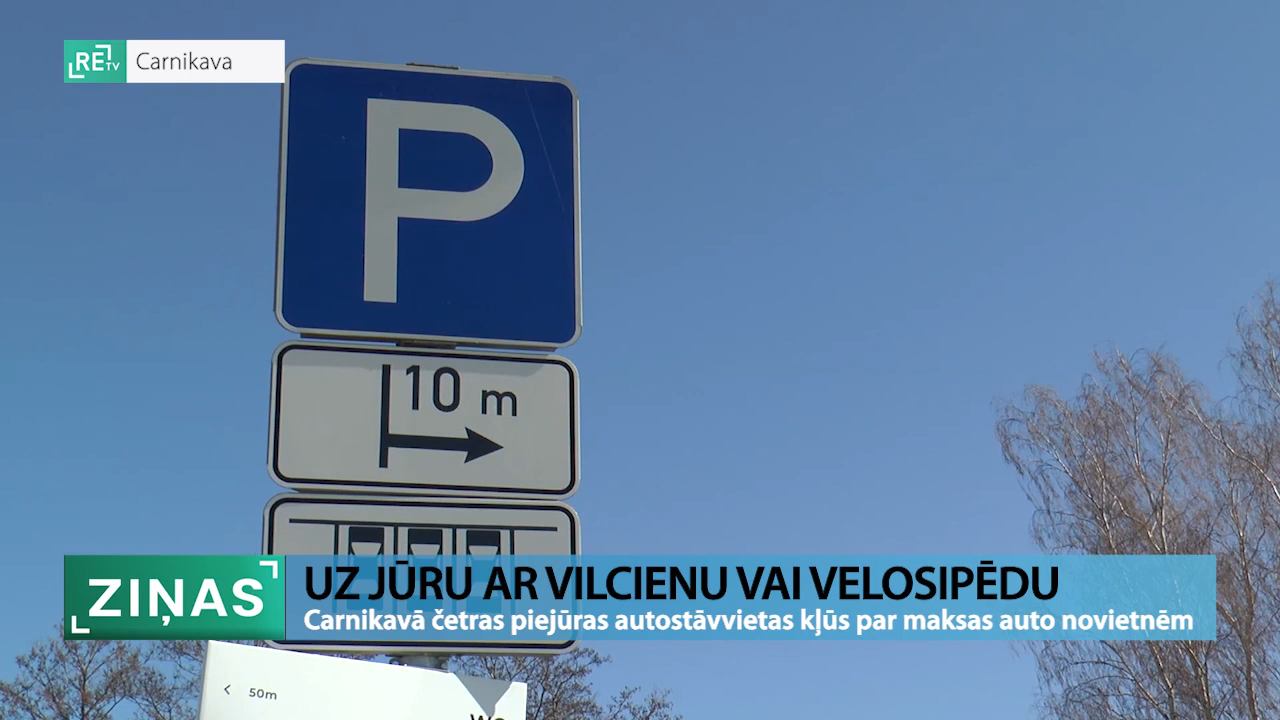 RE TV
Carnikava
P
10 m
ZIŅAS
UZ JŪRU AR VILCIENU VAI VELOSIPĒDU
Carnikavā četras piejūras autostāvvietas kļūs par maksas auto novietnēm
< 50m